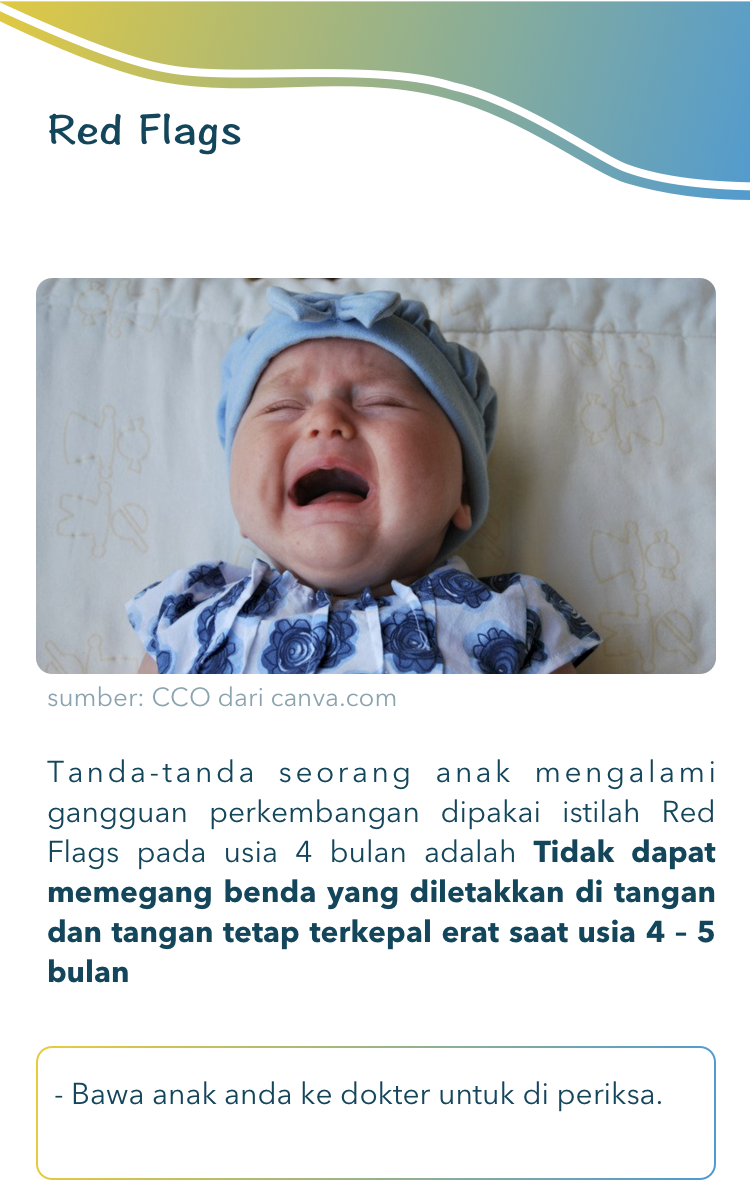 Red Flags
sumber: CCO dari canva.com
Tanda-tanda seorang anak mengalami
gangguan perkembangan dipakai istilah Red
Flags pada usia 4 bulan adalah Tidak dapat
memegang benda yang diletakkan di tangan
dan tangan tetap terkepal erat saat usia 4 – 5
bulan
- Bawa anak anda ke dokter untuk di periksa.